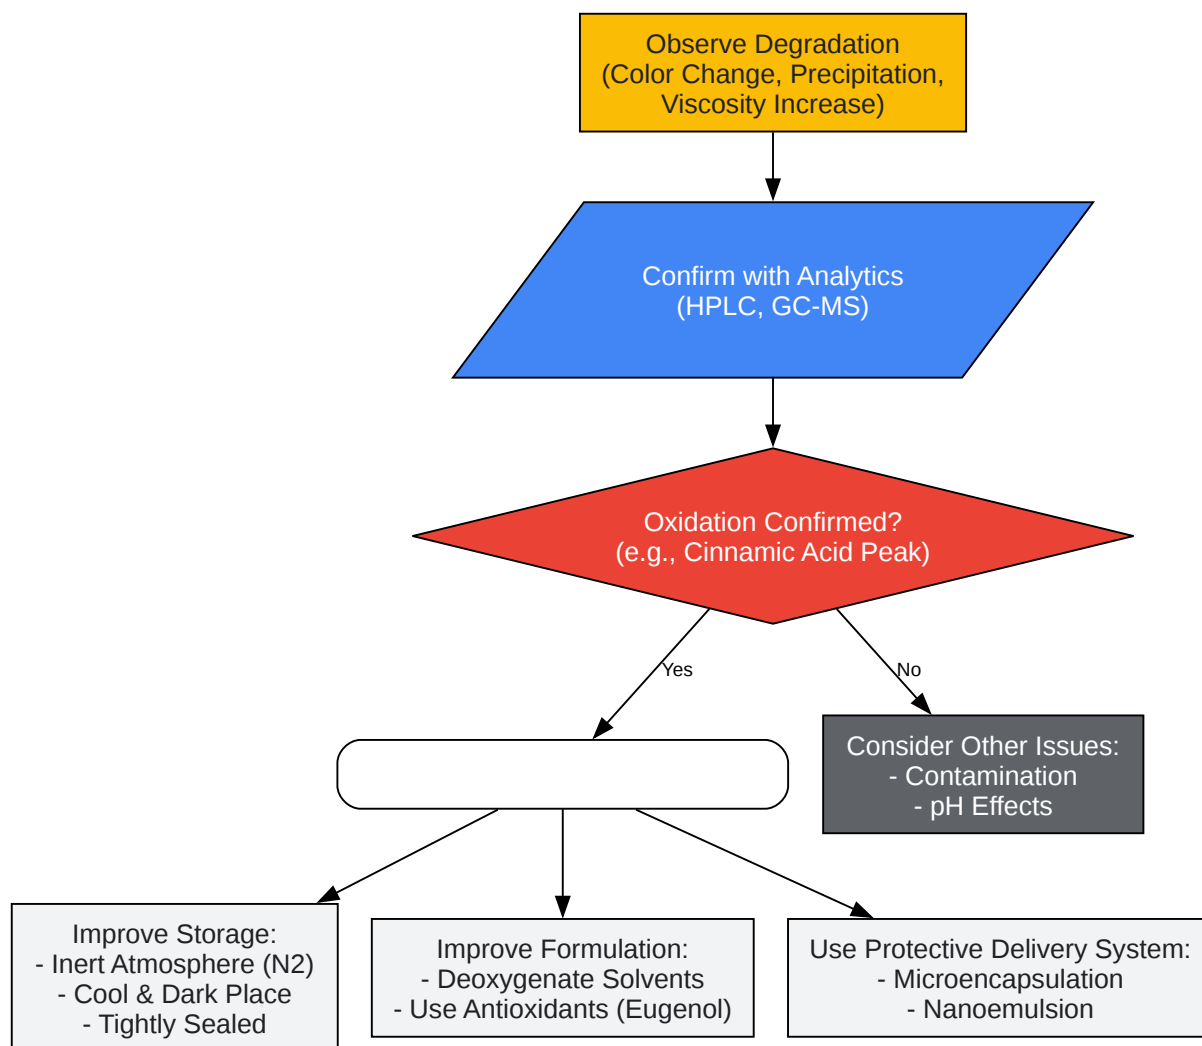 Observe Degradation
(Color Change, Precipitation,
Viscosity Increase)
Confirm with Analytics
(HPLC, GC-MS)
Oxidation Confirmed?
(e.g., Cinnamic Acid Peak)
Yes
No
Consider Other Issues:
- Contamination
- pH Effects
Improve Storage:
- Inert Atmosphere (N2)
- Cool & Dark Place
- Tightly Sealed
Improve Formulation:
- Deoxygenate Solvents
- Use Antioxidants (Eugenol)
Use Protective Delivery System:
- Microencapsulation
- Nanoemulsion